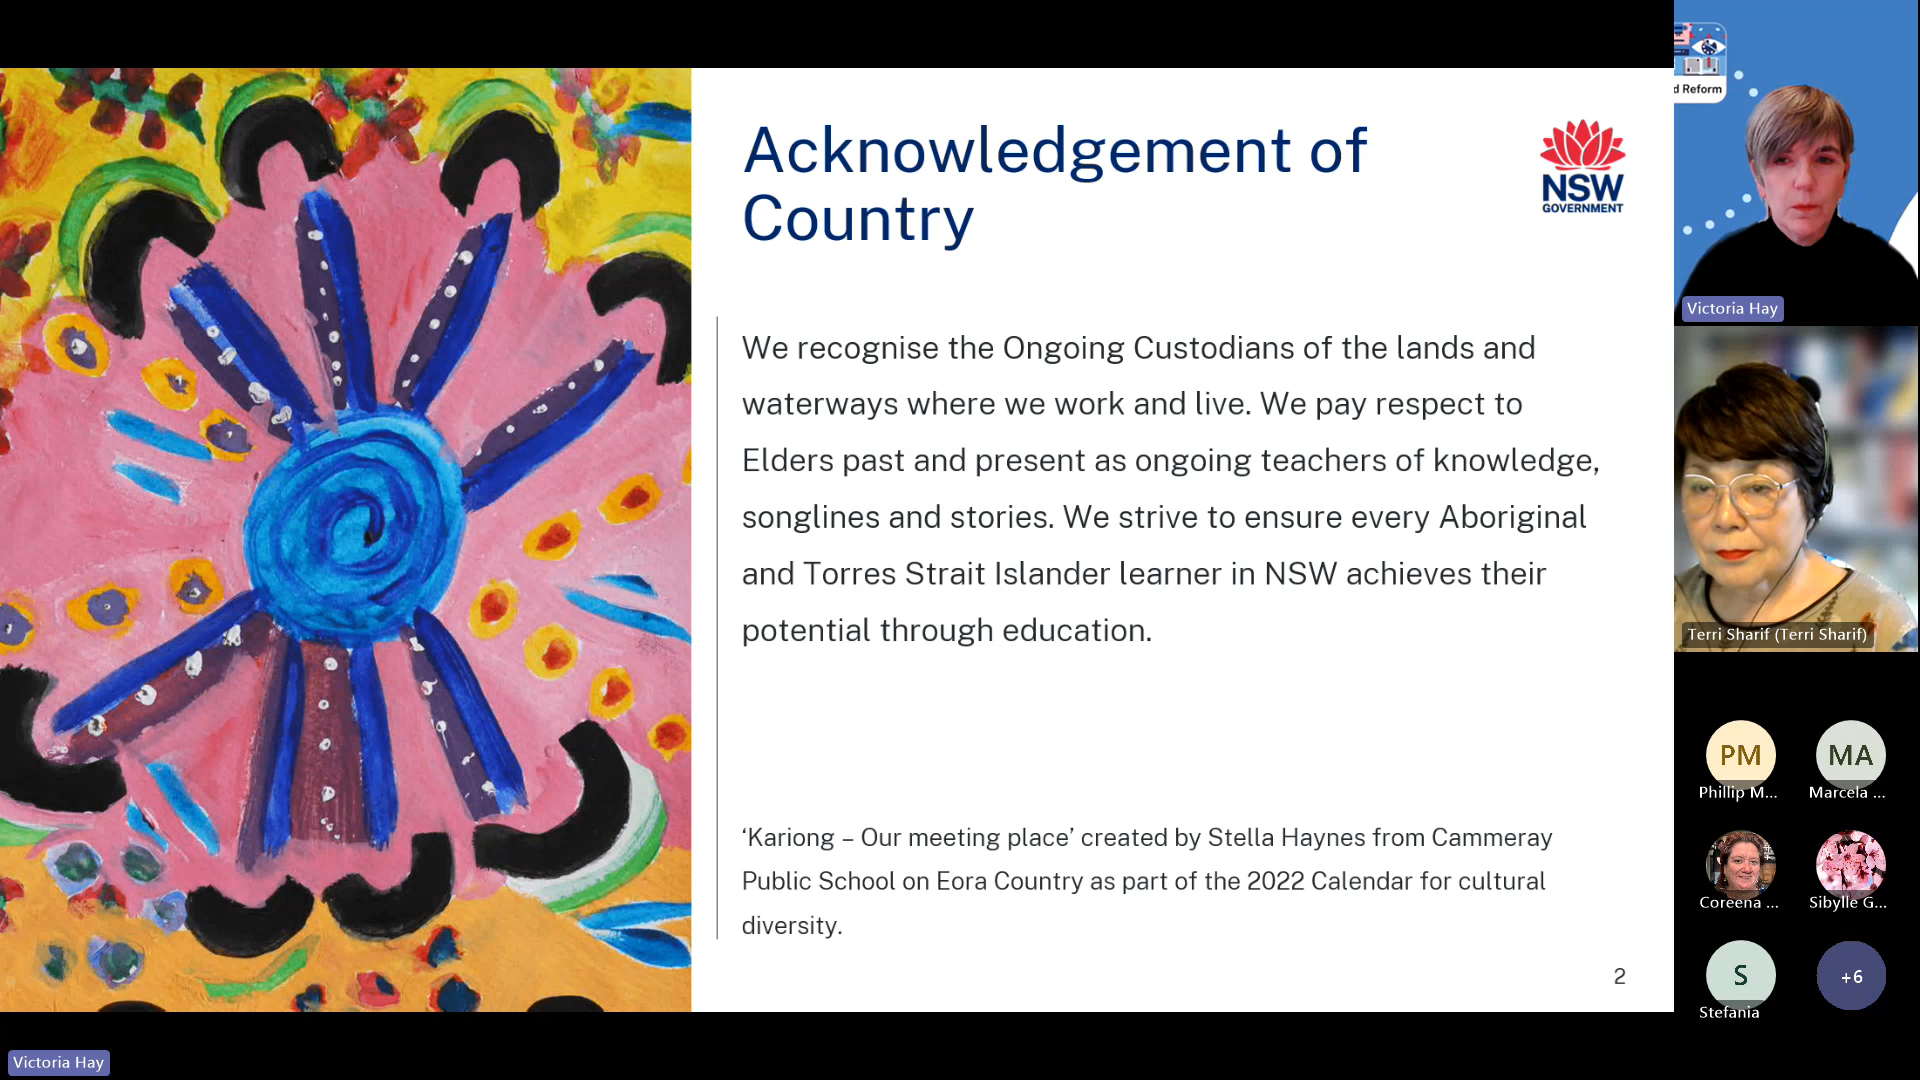 Acknowledgement of
Country
NSW
GOVERNMENT
We recognise the Ongoing Custodians of the lands and
waterways where we work and live. We pay respect to
Elders past and present as ongoing teachers of knowledge,
songlines and stories. We strive to ensure every Aboriginal
and Torres Strait Islander learner in NSW achieves their
potential through education.
‘Kariong – Our meeting place’ created by Stella Haynes from Cammeray
Public School on Eora Country as part of the 2022 Calendar for cultural
diversity.
2
Victoria Hay
d Reform
Victoria Hay
Terri Sharif (Terri Sharif)
PM
Phillip M...
MA
Marcela ...
Coreena ...
Sibylle G...
S
Stefania
+6